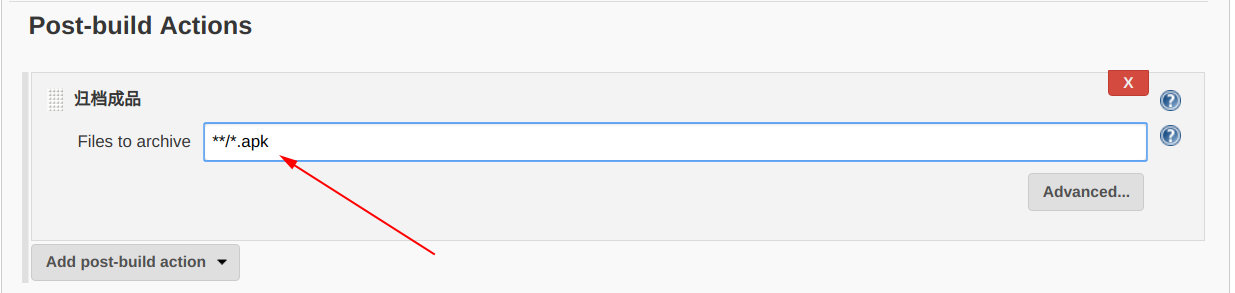 Post-build Actions
X
归档成品
?
Files to archive **/*.apk
?
Advanced...
Add post-build action